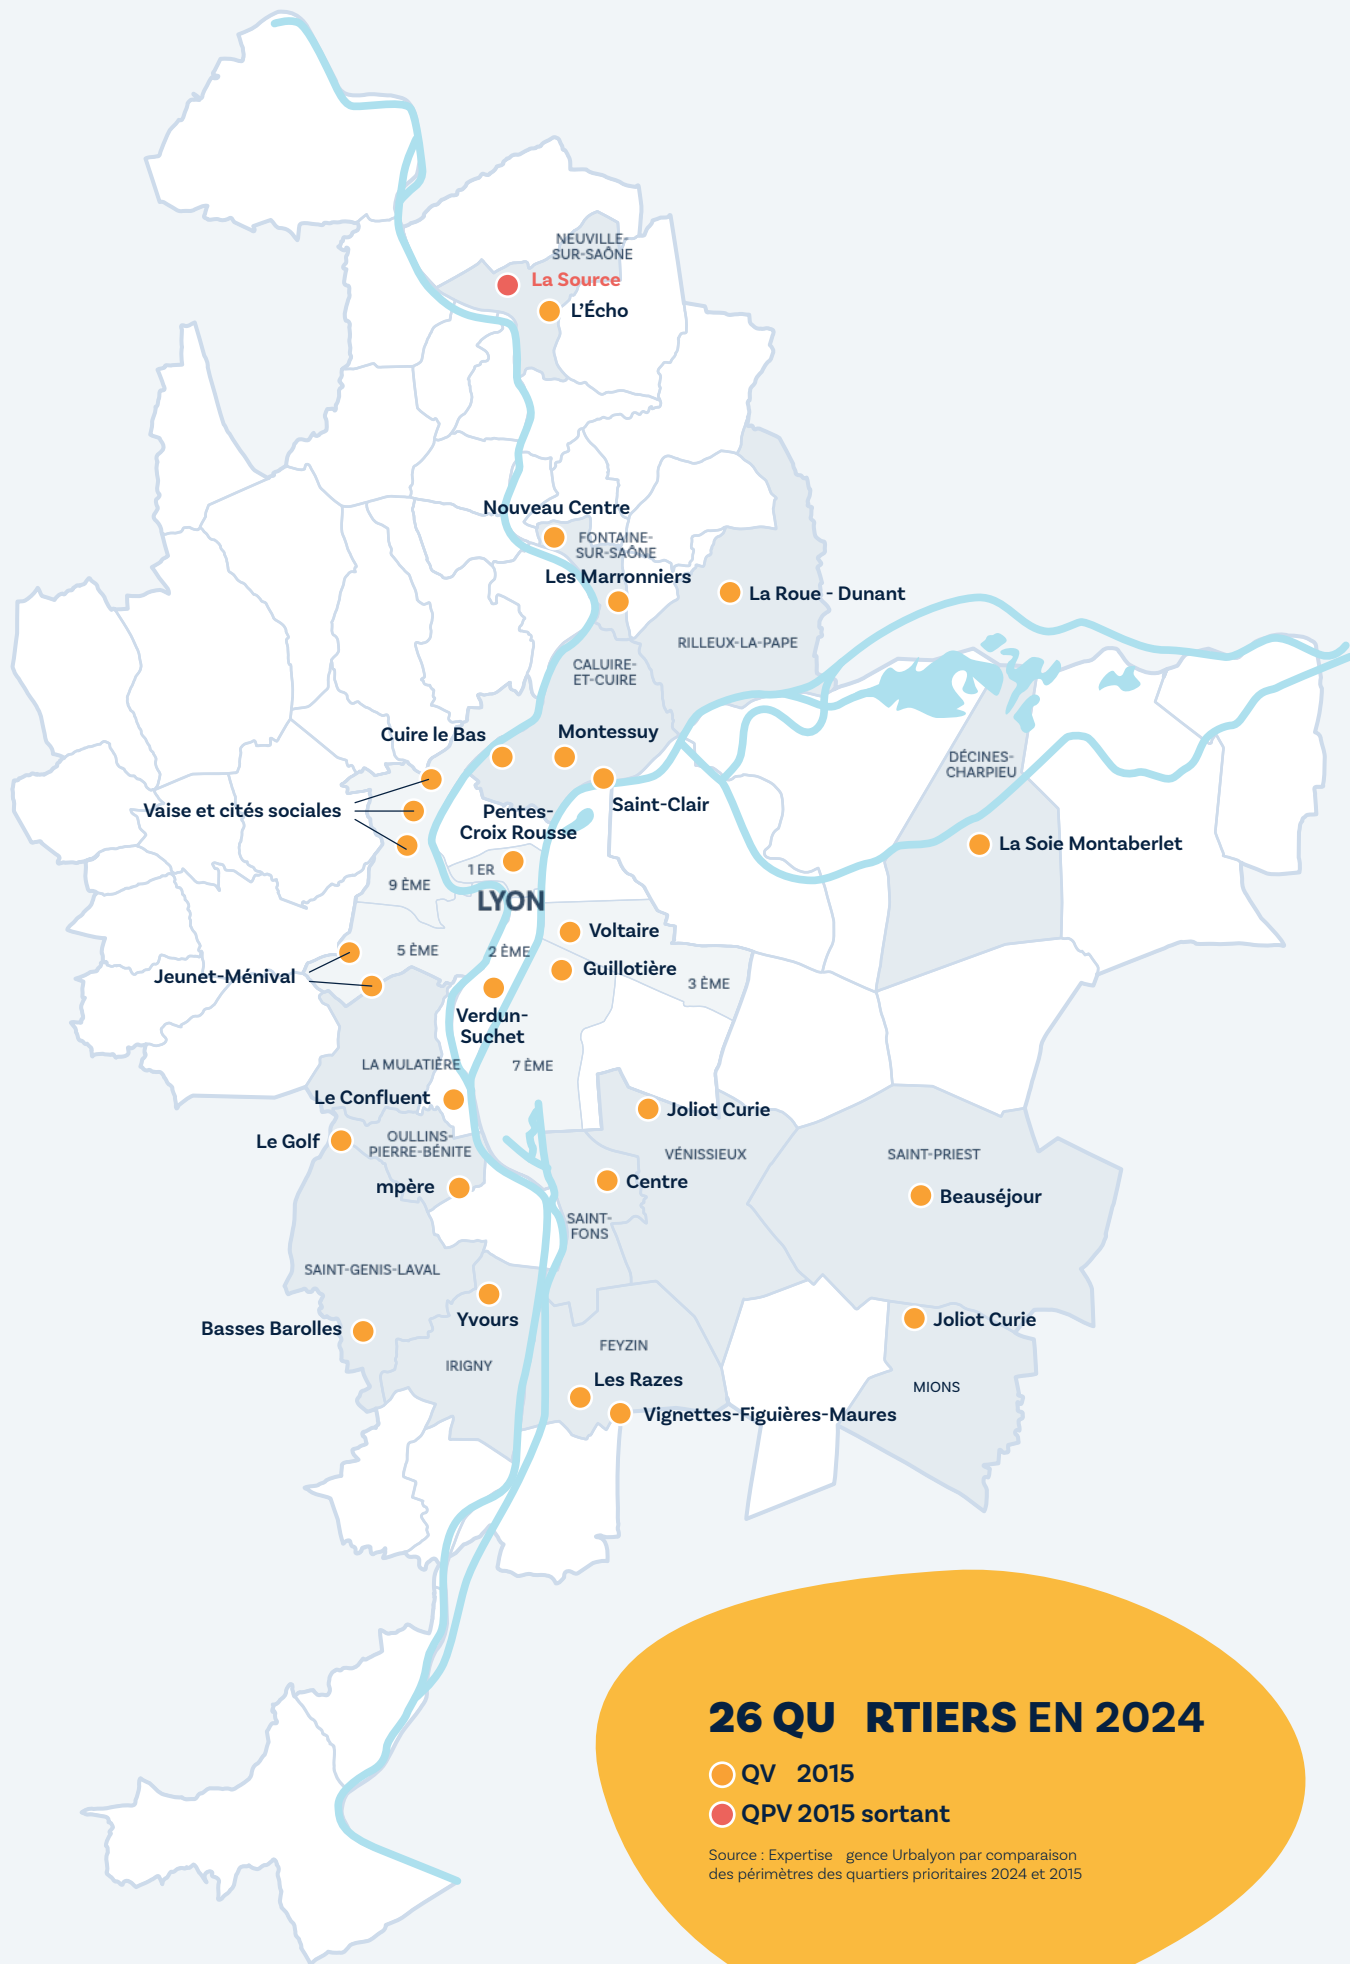 NEUVILLE-
SUR-SAÔNE
La Source
L’Écho
Nouveau Centre
FONTAINE-
SUR-SAÔNE
Les Marronniers
La Roue - Dunant
RILLEUX-LA-PAPE
CALUIRE-
ET-CUIRE
Cuire le Bas
Montessuy
DÉCINES-
CHARPIEU
Vaise et cités sociales
Saint-Clair
Pentes-
Croix Rousse
La Soie Montaberlet
1 ER
9 ÈME
LYON
Voltaire
5 ÈME
2 ÈME
Guillotière
Jeunet-Ménival
3 ÈME
Verdun-
Suchet
LA MULATIÈRE
7 ÈME
Le Confluent
Joliot Curie
Le Golf
OULLINS-
PIERRE-BÉNITE
VÉNISSIEUX
SAINT-PRIEST
mpère
Centre
Beauséjour
SAINT-
FONS
SAINT-GENIS-LAVAL
Yvours
Basses Barolles
Joliot Curie
FEYZIN
IRIGNY
Les Razes
MIONS
Vignettes-Figuières-Maures
26 QU RTIERS EN 2024
QV 2015
QPV 2015 sortant
Source : Expertise gence Urbalyon par comparaison
des périmètres des quartiers prioritaires 2024 et 2015